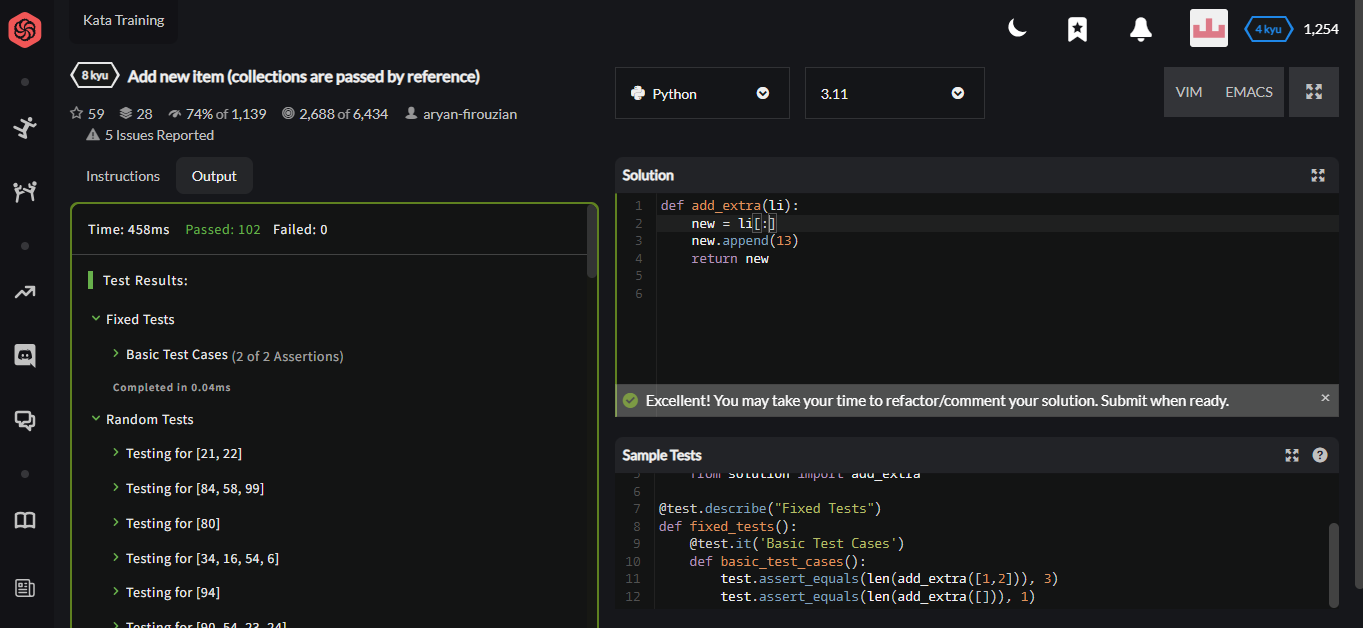 Kata Training
4 kyu 1,254
8 kyu Add new item (collections are passed by reference)
59 28 74% of 1,139 2,688 of 6,434 aryan-firouzian
5 Issues Reported
Python
3.11
VIM EMACS
Instructions Output
Time: 458ms Passed: 102 Failed: 0
Test Results:
Fixed Tests
Basic Test Cases (2 of 2 Assertions)
Completed in 0.04ms
Random Tests
Testing for [21, 22]
Testing for [84, 58, 99]
Testing for [80]
Testing for [34, 16, 54, 6]
Testing for [94]
Testing for [90, 54, 23, 24]
Solution
1 def add_extra(li):
2 new = li[:]
3 new.append(13)
4 return new
5
6
Excellent! You may take your time to refactor/comment your solution. Submit when ready.
Sample Tests
5 from solution import add_extra
6
7 @test.describe("Fixed Tests")
8 def fixed_tests():
9 @test.it('Basic Test Cases')
10 def basic_test_cases():
11 test.assert_equals(len(add_extra([1,2])), 3)
12 test.assert_equals(len(add_extra([])), 1)